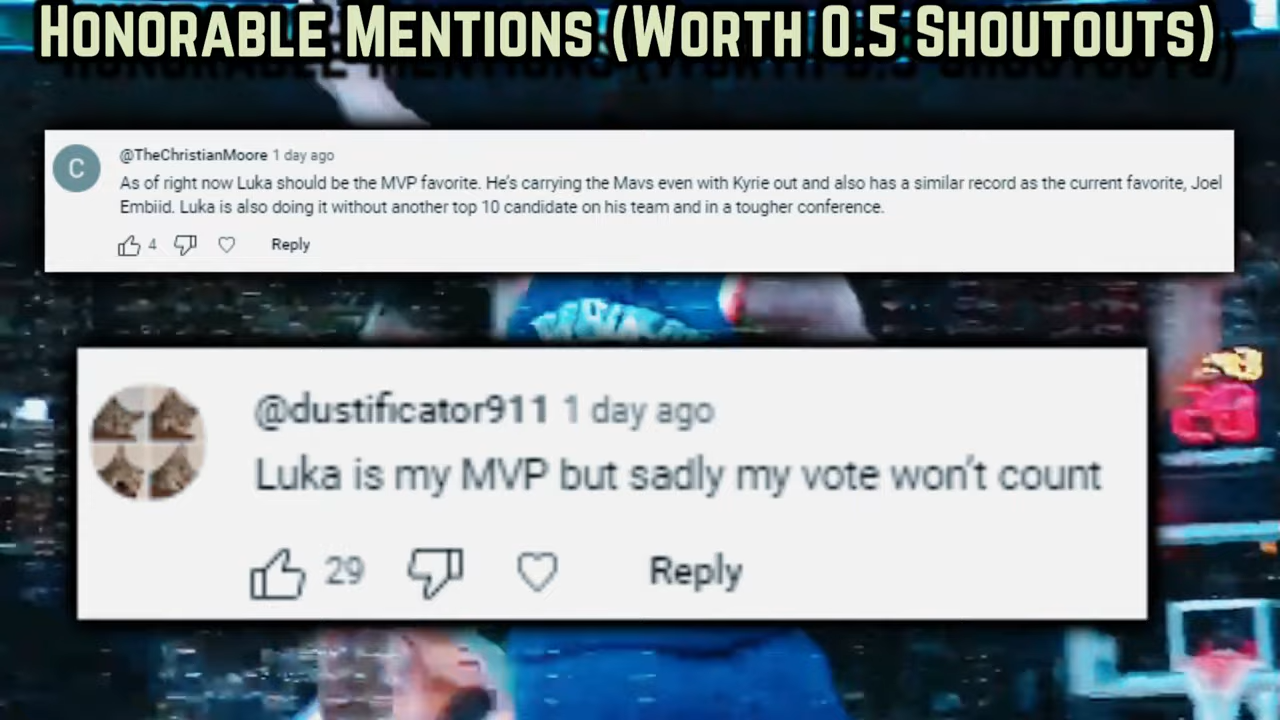 HONORABLE MENTIONS (WORTH 0.5 SHOUTOUTS)
C
@TheChristianMoore 1 day ago
As of right now Luka should be the MVP favorite. He's carrying the Mavs even with Kyrie out and also has a similar record as the current favorite, Joel
Embiid. Luka is also doing it without another top 10 candidate on his team and in a tougher conference.
4 Reply
@dustificator911 1 day ago
Luka is my MVP but sadly my vote won't count
29 Reply